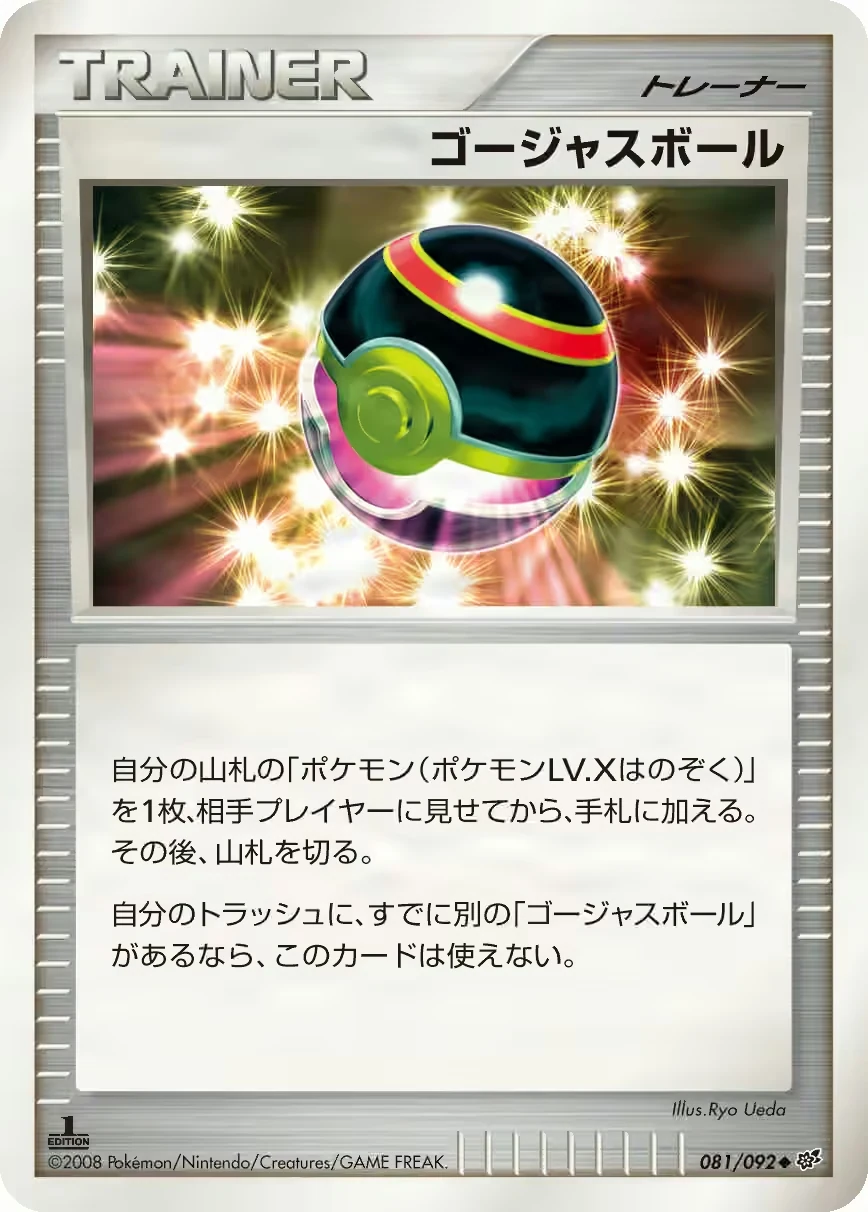 TRAINER
トレーナー
ゴージャスボール
自分の山札の「ポケモン（ポケモンLV.Xはのぞく）」
を1枚、相手プレイヤーに見せてから、手札に加える。
その後、山札を切る。
自分のトラッシュに、すでに別の「ゴージャスボール」
があるなら、このカードは使えない。
Illus.Ryo Ueda
1
EDITION
©2008 Pokémon/Nintendo/Creatures/GAME FREAK.
081/092◆